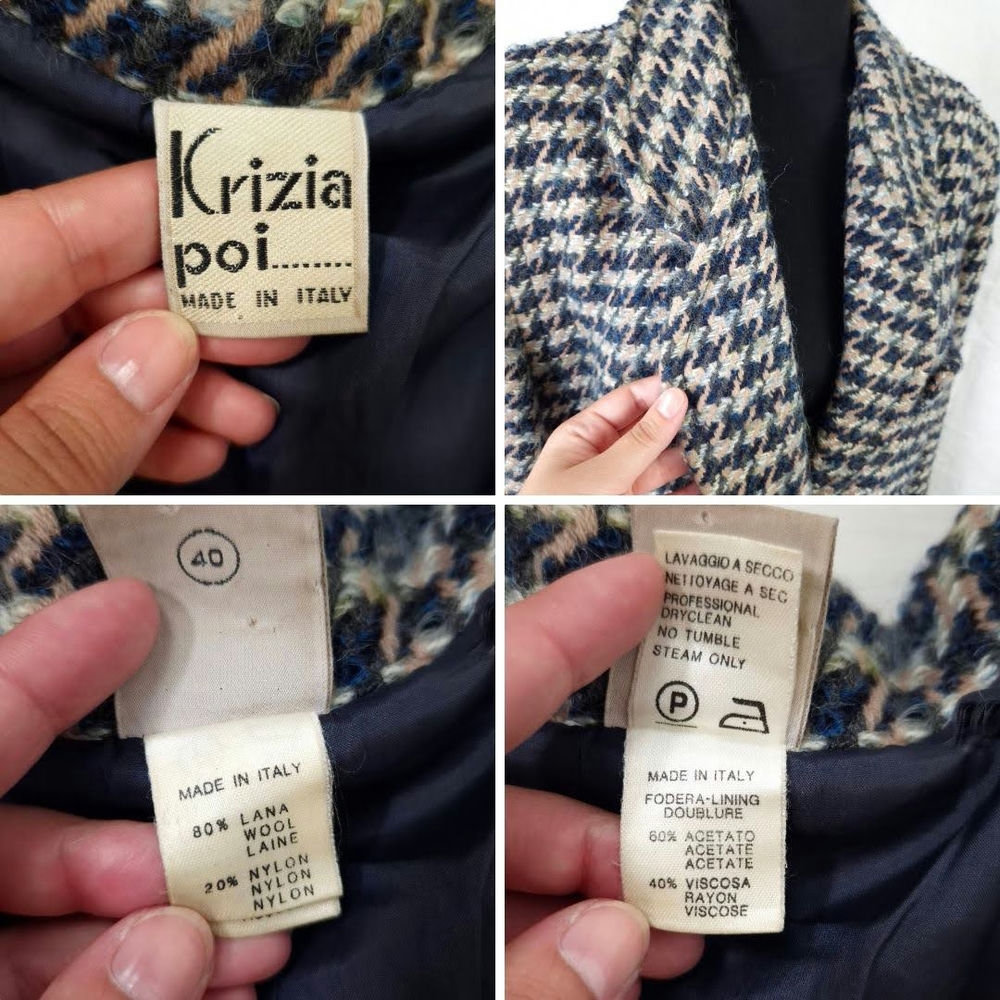 Krizia
poi........
MADE IN ITALY
40
MADE IN ITALY
80% LANA
WOOL
LAINE
20% NYLON
NYLON
NYLON
LAVAGGIO A SECCO
NETTOYAGE A SEC
PROFESSIONAL
DRYCLEAN
NO TUMBLE
STEAM ONLY
P
MADE IN ITALY
FODERA-LINING
DOUBLURE
60% ACETATO
ACETATE
ACETATE
40% VISCOSA
RAYON
VISCOSE